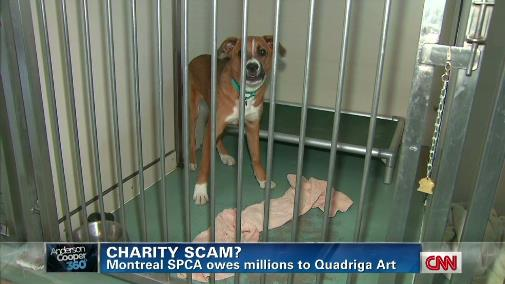 Anderson
Cooper
360°
CHARITY SCAM?
Montreal SPCA owes millions to Quadriga Art
CNN